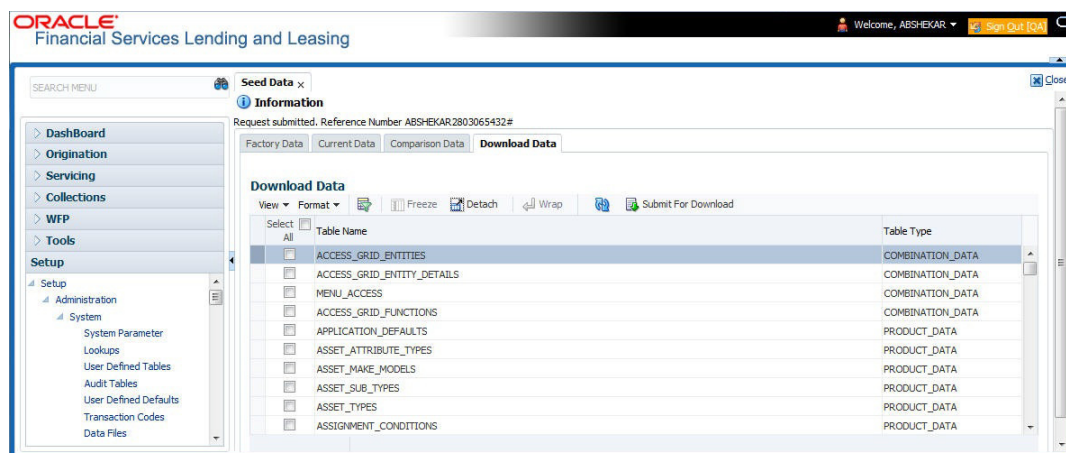 ORACLE
Financial Services Lending and Leasing
Welcome, ABSHEKAR
Sign Out [QA]
SEARCH MENU
DashBoard
Origination
Servicing
Collections
WFP
Tools
Setup
Setup
Administration
System
System Parameter
Lookups
User Defined Tables
Audit Tables
User Defined Defaults
Transaction Codes
Data Files
Seed Data x
Close
Information
Request submitted. Reference Number ABSHEKAR2803065432#
Factory Data Current Data Comparison Data Download Data
Download Data
View Format Freeze Detach Wrap Submit For Download
Select All Table Name Table Type
ACCESS_GRID_ENTITIES COMBINATION_DATA
ACCESS_GRID_ENTITY_DETAILS COMBINATION_DATA
MENU_ACCESS COMBINATION_DATA
ACCESS_GRID_FUNCTIONS COMBINATION_DATA
APPLICATION_DEFAULTS PRODUCT_DATA
ASSET_ATTRIBUTE_TYPES PRODUCT_DATA
ASSET_MAKE_MODELS PRODUCT_DATA
ASSET_SUB_TYPES PRODUCT_DATA
ASSET_TYPES PRODUCT_DATA
ASSIGNMENT_CONDITIONS PRODUCT_DATA